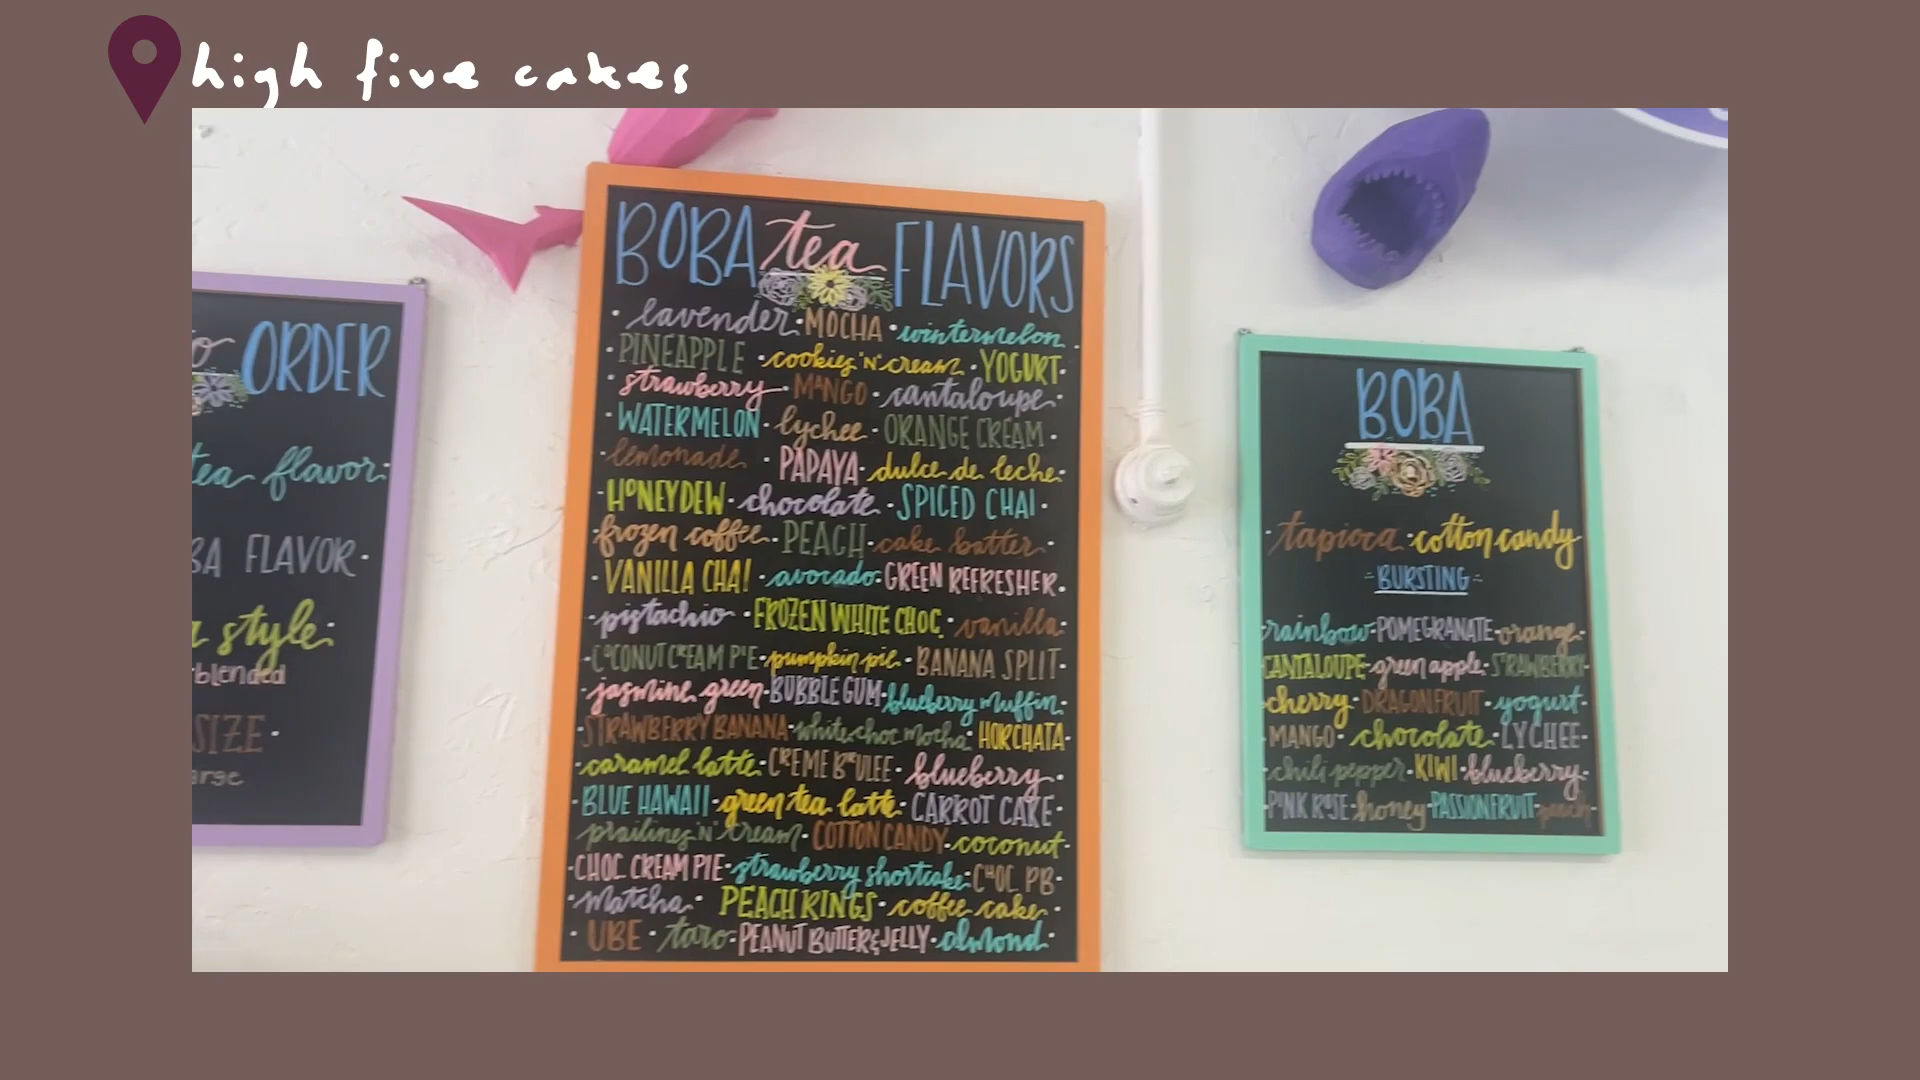 high five cakes
ORDER
tea flavor·
BA FLAVOR·
style·
blended
SIZE·
BOBA tea FLAVORS
·lavender·MOCHA·wintermelon·
·PINEAPPLE·cookies 'N' cream·YOGURT·
·strawberry·MANGO·cantaloupe·
·WATERMELON·lychee·ORANGE CREAM·
·lemonade·PAPAYA·dulce de leche·
·HONEYDEW·chocolate·SPICED CHAI·
·frozen coffee·PEACH·cake batter·
·VANILLA CHAI·avocado·GREEN REFRESHER·
·pistachio·FROZEN WHITE CHOC·vanilla·
·COCONUT CREAM PIE·pumpkin pie·BANANA SPLIT·
·jasmine green·BUBBLE GUM·blueberry muffin·
·STRAWBERRY BANANA·white choc mocha·HORCHATA·
·caramel latte·CREME BRULEE·blueberry·
·BLUE HAWAII·green tea latte·CARROT CAKE·
prailines 'n' cream·COTTON CANDY·coconut·
·CHOC. CREAM PIE·strawberry shortcake·CHOC PB·
·matcha·PEACH RINGS·coffee cake·
·UBE·taro·PEANUT BUTTER & JELLY·almond·
BOBA
·tapioca·cotton candy
BURSTING
rainbow·POMEGRANATE·orange·
CANTALOUPE·green apple·STRAWBERRY·
cherry·DRAGONFRUIT·yogurt·
·MANGO·chocolate·LYCHEE·
·chili pepper·KIWI·blueberry·
·PINK ROSE·honey·PASSIONFRUIT·peach·